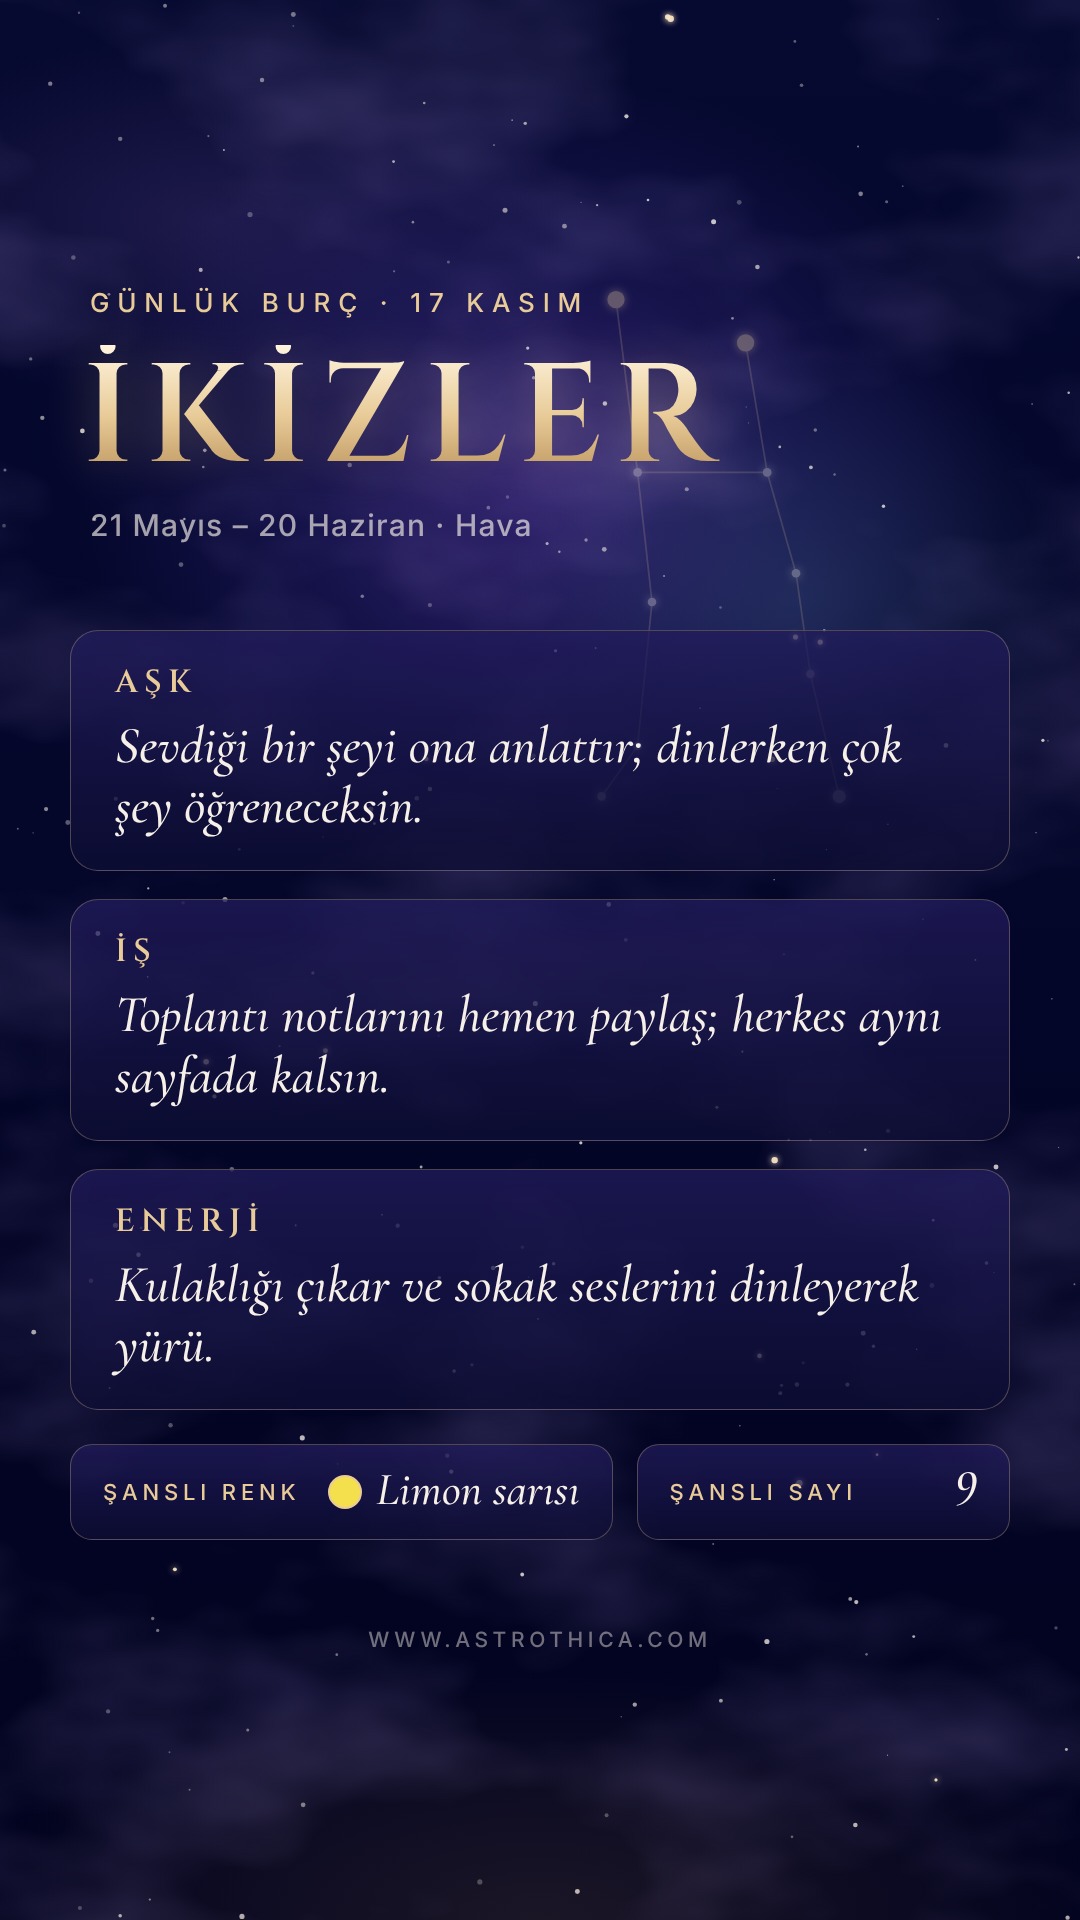 GÜNLÜK BURÇ · 17 KASIM
İKİZLER
21 Mayıs – 20 Haziran · Hava
AŞK
Sevdiği bir şeyi ona anlattır; dinlerken çok
şey öğreneceksin.
İŞ
Toplantı notlarını hemen paylaş; herkes aynı
sayfada kalsın.
ENERJİ
Kulaklığı çıkar ve sokak seslerini dinleyerek
yürü.
ŞANSLI RENK Limon sarısı
ŞANSLI SAYI 9
WWW.ASTROTHICA.COM